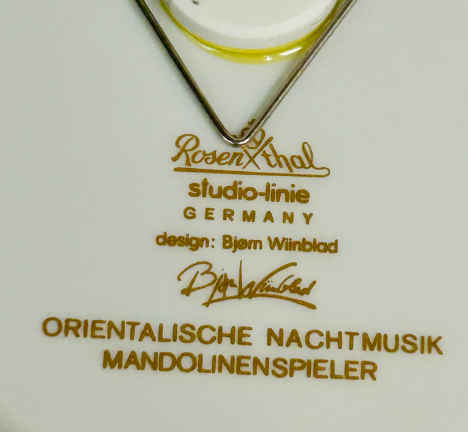 Rosenthal
studio-linie
GERMANY
design: Bjørn Wiinblad
Bjørn Wiinblad
ORIENTALISCHE NACHTMUSIK
MANDOLINENSPIELER